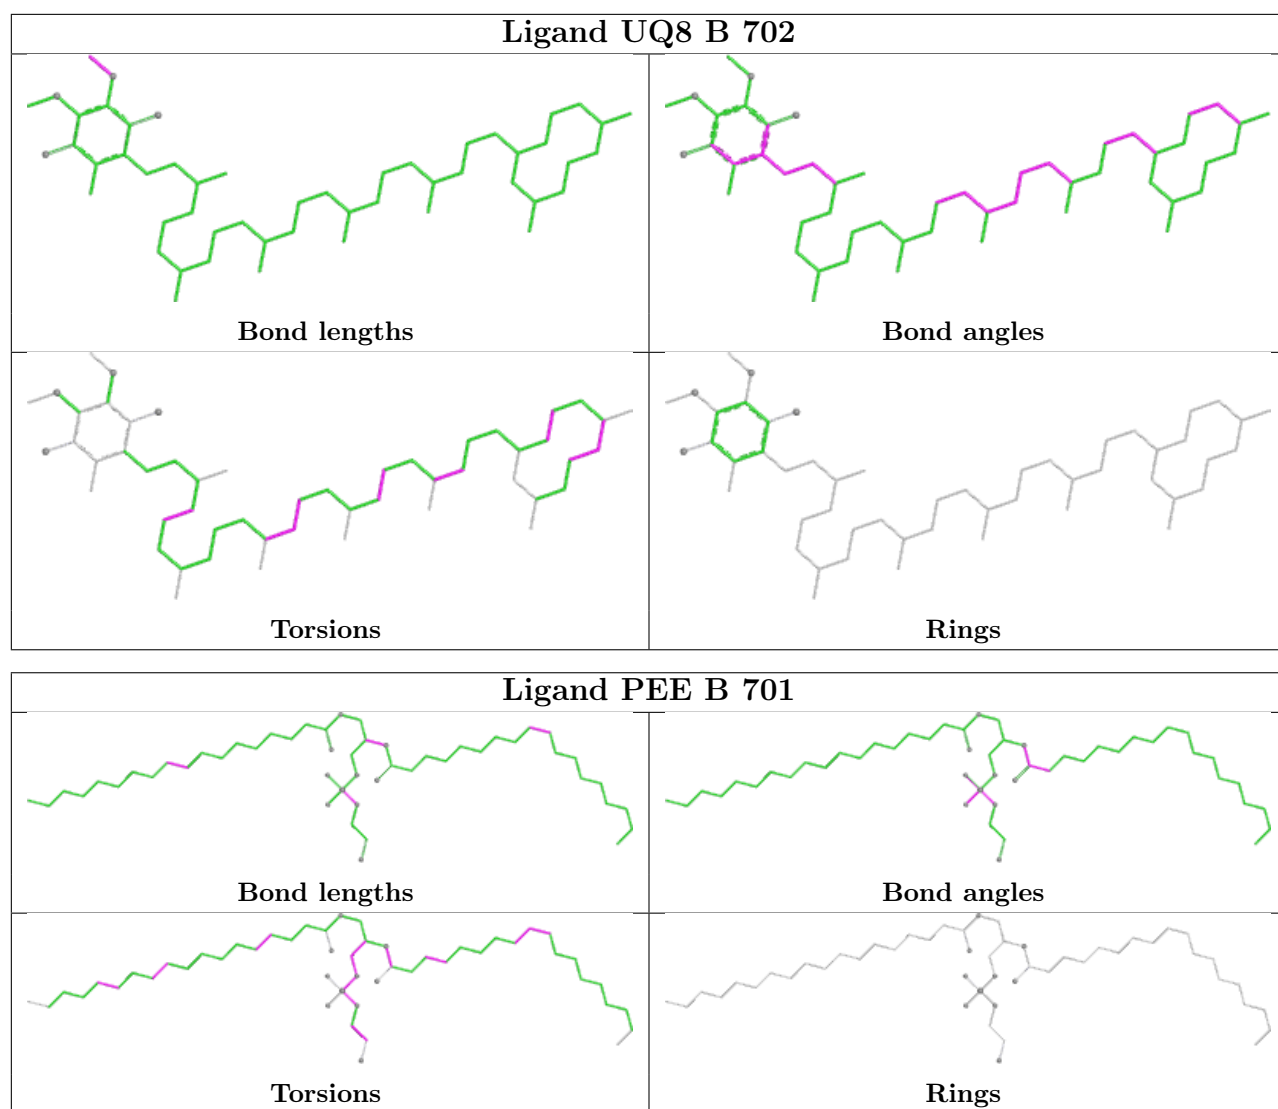 Ligand UQ8 B 702
Bond lengths
Bond angles
Torsions
Rings
Ligand PEE B 701
Bond lengths
Bond angles
Torsions
Rings